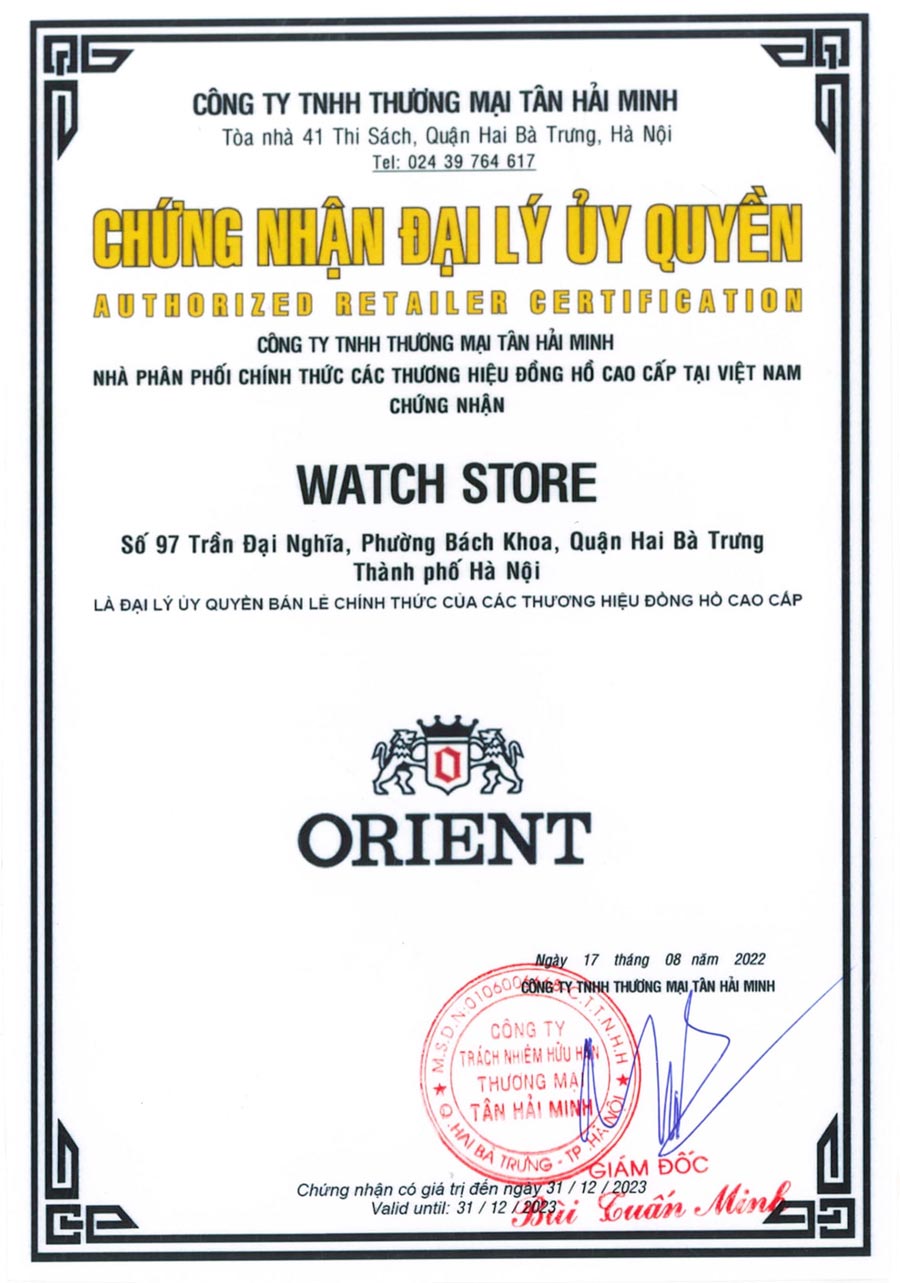 CÔNG TY TNHH THƯƠNG MẠI TÂN HẢI MINH
Tòa nhà 41 Thi Sách, Quận Hai Bà Trưng, Hà Nội
Tel: 024 39 764 617
CHỨNG NHẬN ĐẠI LÝ ỦY QUYỀN
AUTHORIZED RETAILER CERTIFICATION
CÔNG TY TNHH THƯƠNG MẠI TÂN HẢI MINH
NHÀ PHÂN PHỐI CHÍNH THỨC CÁC THƯƠNG HIỆU ĐỒNG HỒ CAO CẤP TẠI VIỆT NAM
CHỨNG NHẬN
WATCH STORE
Số 97 Trần Đại Nghĩa, Phường Bách Khoa, Quận Hai Bà Trưng
Thành phố Hà Nội
LÀ ĐẠI LÝ ỦY QUYỀN BÁN LẺ CHÍNH THỨC CỦA CÁC THƯƠNG HIỆU ĐỒNG HỒ CAO CẤP
ORIENT
Ngày 17 tháng 08 năm 2022
CÔNG TY TNHH THƯƠNG MẠI TÂN HẢI MINH
C.T.T.N.H.H
CÔNG TY
TRÁCH NHIỆM HỮU HẠN
THƯƠNG MẠI
TÂN HẢI MINH
Q.HAI BÀ TRƯNG - TP.HÀ NỘI
GIÁM ĐỐC
Chứng nhận có giá trị đến ngày 31 / 12 / 2023
Valid until: 31 / 12 / 2023
Bùi Tuấn Minh